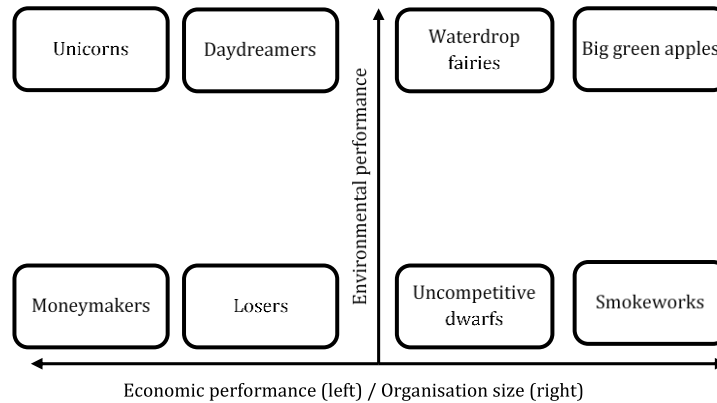 Unicorns
Daydreamers
Waterdrop
fairies
Big green apples
Environmental performance
Moneymakers
Losers
Uncompetitive
dwarfs
Smokeworks
Economic performance (left) / Organisation size (right)